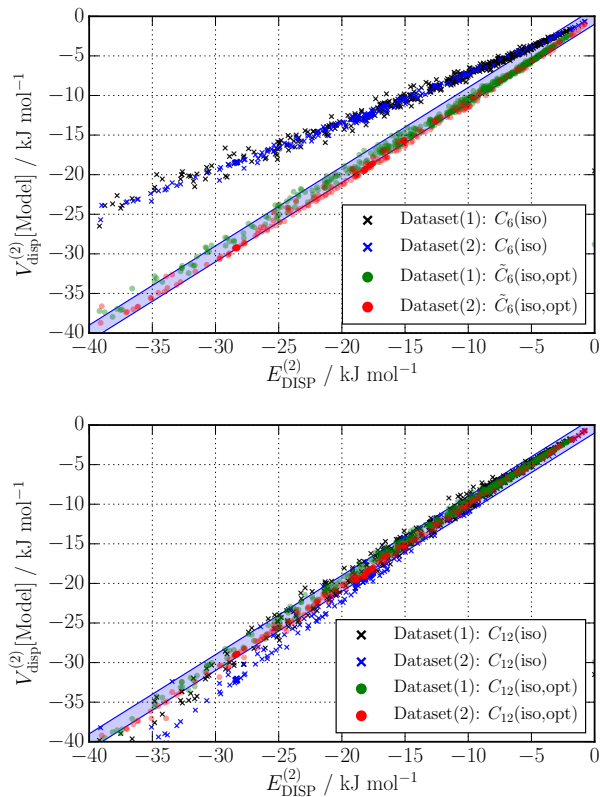 0
−5
−10
−15
−20
−25
−30
−35
−40
V_disp^(2)[Model] / kJ mol⁻¹
Dataset(1): C₆(iso)
Dataset(2): C₆(iso)
Dataset(1): C̃₆(iso,opt)
Dataset(2): C̃₆(iso,opt)
−40 −35 −30 −25 −20 −15 −10 −5 0
E_DISP^(2) / kJ mol⁻¹
0
−5
−10
−15
−20
−25
−30
−35
−40
V_disp^(2)[Model] / kJ mol⁻¹
Dataset(1): C₁₂(iso)
Dataset(2): C₁₂(iso)
Dataset(1): C₁₂(iso,opt)
Dataset(2): C₁₂(iso,opt)
−40 −35 −30 −25 −20 −15 −10 −5 0
E_DISP^(2) / kJ mol⁻¹